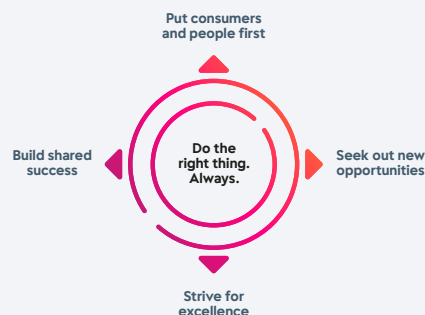 Put consumers
and people first
Build shared
success
Do the
right thing.
Always.
Seek out new
opportunities
Strive for
excellence